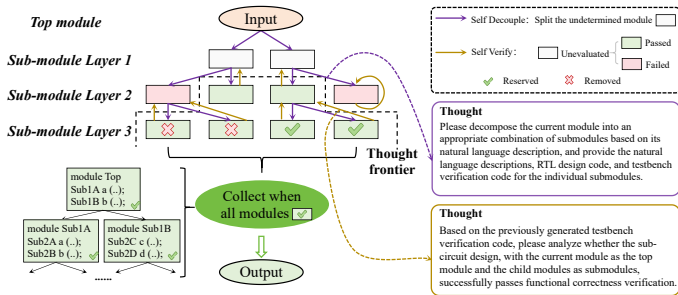 Top module
Input
Sub-module Layer 1
Sub-module Layer 2
Sub-module Layer 3
Thought
frontier
Self Decouple: Split the undetermined module
Self Verify:
Unevaluated
Passed
Failed
Reserved
Removed
Thought
Please decompose the current module into an
appropriate combination of submodules based on its
natural language description, and provide the natural
language descriptions, RTL design code, and testbench
verification code for the individual submodules.
Thought
Based on the previously generated testbench
verification code, please analyze whether the sub-
circuit design, with the current module as the top
module and the child modules as submodules,
successfully passes functional correctness verification.
module Top
Sub1A a (..);
Sub1B b (..);
module Sub1A
Sub2A a (..);
Sub2B b (..);
module Sub1B
Sub2C c (..);
Sub2D d (..);
......
Collect when
all modules
Output